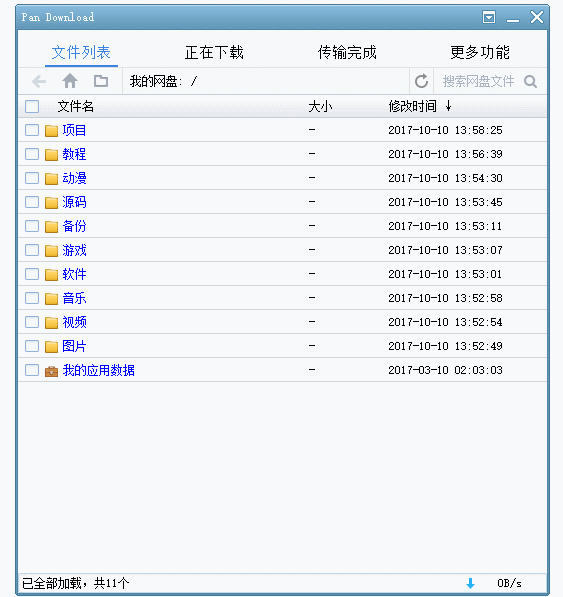 Pan Download
文件列表 正在下载 传输完成 更多功能
我的网盘: / 搜索网盘文件
文件名 大小 修改时间 ↓
项目 - 2017-10-10 13:58:25
教程 - 2017-10-10 13:56:39
动漫 - 2017-10-10 13:54:30
源码 - 2017-10-10 13:53:45
备份 - 2017-10-10 13:53:11
游戏 - 2017-10-10 13:53:07
软件 - 2017-10-10 13:53:01
音乐 - 2017-10-10 13:52:58
视频 - 2017-10-10 13:52:54
图片 - 2017-10-10 13:52:49
我的应用数据 - 2017-03-10 02:03:03
已全部加载，共11个 0B/s